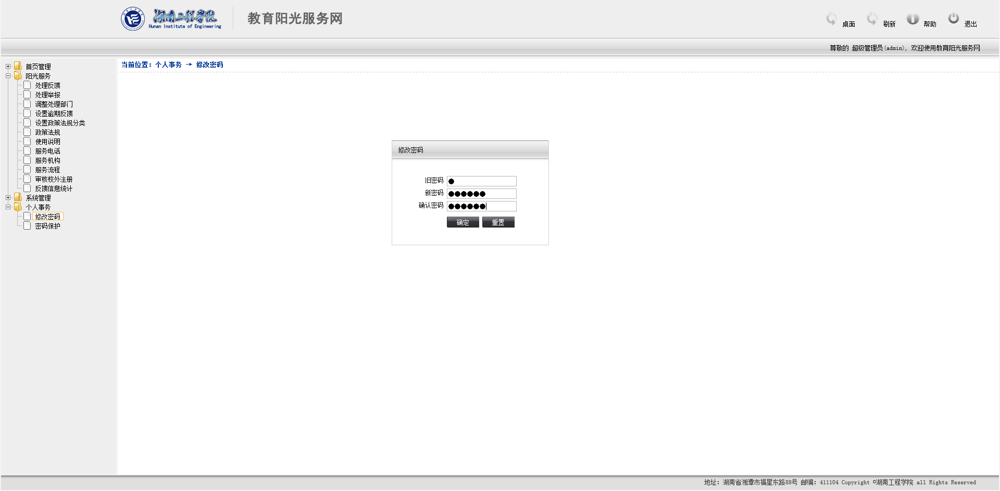 湖南工程学院
Hunan Institute of Engineering
教育阳光服务网
桌面 刷新 帮助 退出
尊敬的 超级管理员(admin), 欢迎使用教育阳光服务网
首页管理
阳光服务
处理反馈
处理举报
调整处理部门
设置逾期反馈
设置政策法规分类
政策法规
使用说明
服务电话
服务机构
服务流程
审核校外注册
反馈信息统计
系统管理
个人事务
修改密码
密码保护
当前位置：个人事务 → 修改密码
修改密码
旧密码
新密码
确认密码
确定 重置
地址：湖南省湘潭市福星东路88号 邮编：411104 Copyright ©湖南工程学院 all Rights Reserved